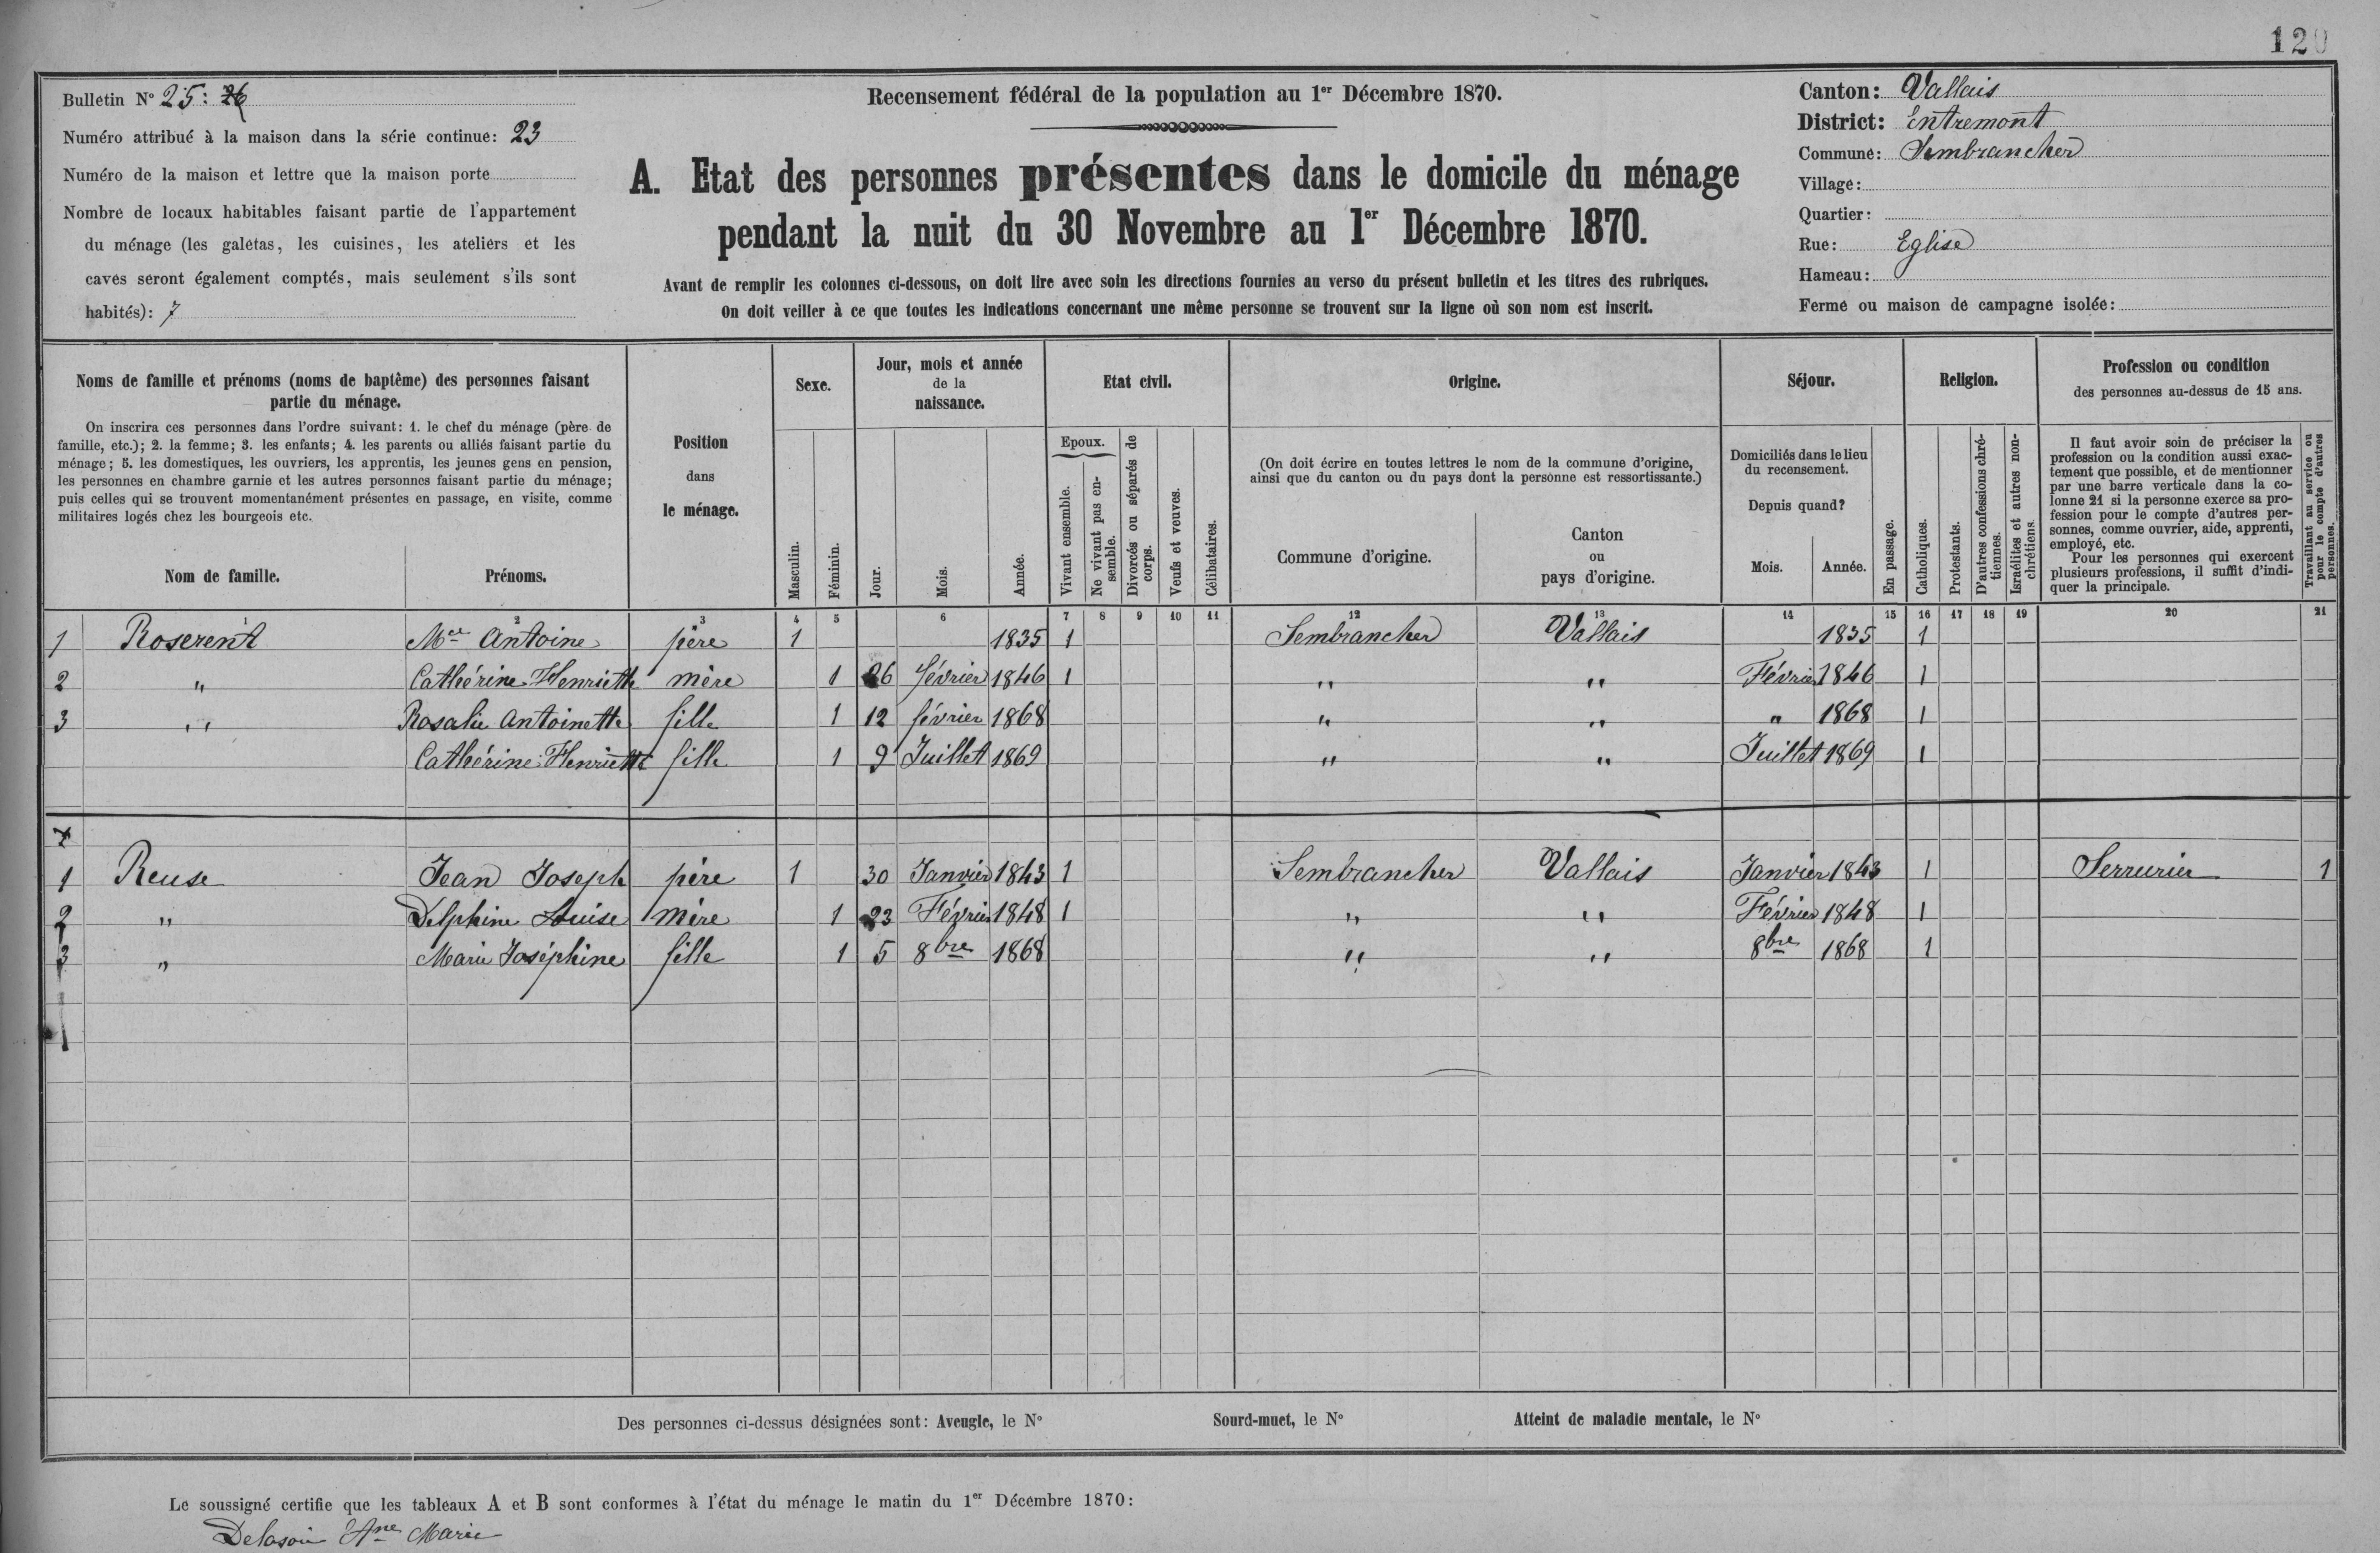 120
Bulletin N° 25: 26
Numéro attribué à la maison dans la série continue: 23
Numéro de la maison et lettre que la maison porte
Nombre de locaux habitables faisant partie de l'appartement
du ménage (les galetas, les cuisines, les ateliers et les
caves seront également comptés, mais seulement s'ils sont
habités): 7
Recensement fédéral de la population au 1er Décembre 1870.
A. Etat des personnes présentes dans le domicile du ménage
pendant la nuit du 30 Novembre au 1er Décembre 1870.
Avant de remplir les colonnes ci-dessous, on doit lire avec soin les directions fournies au verso du présent bulletin et les titres des rubriques.
On doit veiller à ce que toutes les indications concernant une même personne se trouvent sur la ligne où son nom est inscrit.
Canton: Vallais
District: Entremont
Commune: Sembrancher
Village:
Quartier:
Rue: Eglise
Hameau:
Ferme ou maison de campagne isolée:
Noms de famille et prénoms (noms de baptême) des personnes faisant
partie du ménage.
On inscrira ces personnes dans l'ordre suivant: 1. le chef du ménage (père de
famille, etc.); 2. la femme; 3. les enfants; 4. les parents ou alliés faisant partie du
ménage; 5. les domestiques, les ouvriers, les apprentis, les jeunes gens en pension,
les personnes en chambre garnie et les autres personnes faisant partie du ménage;
puis celles qui se trouvent momentanément présentes en passage, en visite, comme
militaires logés chez les bourgeois etc.
Nom de famille.
Prénoms.
Position
dans
le ménage.
Sexe.
Masculin.
Féminin.
Jour, mois et année
de la
naissance.
Jour.
Mois.
Année.
Etat civil.
Epoux.
Vivant ensemble.
Ne vivant pas en-
semble.
Divorcés ou séparés de
corps.
Veufs et veuves.
Célibataires.
Origine.
(On doit écrire en toutes lettres le nom de la commune d'origine,
ainsi que du canton ou du pays dont la personne est ressortissante.)
Commune d'origine.
Canton
ou
pays d'origine.
Séjour.
Domiciliés dans le lieu
du recensement.
Depuis quand?
Mois.
Année.
En passage.
Religion.
Catholiques.
Protestants.
D'autres confessions chré-
tiennes.
Israélites et autres non-
chrétiens.
Profession ou condition
des personnes au-dessus de 15 ans.
Il faut avoir soin de préciser la
profession ou la condition aussi exac-
tement que possible, et de mentionner
par une barre verticale dans la co-
lonne 21 si la personne exerce sa pro-
fession pour le compte d'autres per-
sonnes, comme ouvrier, aide, apprenti,
employé, etc.
Pour les personnes qui exercent
plusieurs professions, il suffit d'indi-
quer la principale.
Travaillant au service ou
pour le compte d'autres
personnes.
2 3 4 5 6 7 8 9 10 11 12 13 14 15 16 17 18 19 20 21
1 Roserent Mce Antoine père 1 1835 1 Sembrancher Vallais 1835 1
2 " Cathérine Henriette mère 1 26 février 1846 1 " " Février 1846 1
3 " Rosalie Antoinette fille 1 12 février 1868 " " " 1868 1
Cathérine Henriette fille 1 9 Juillet 1869 " " Juillet 1869 1
1 Reuse Jean Joseph père 1 30 Janvier 1843 1 Sembrancher Vallais Janvier 1843 1 Serrurier 1
2 " Delphine Louise mère 1 23 Février 1848 1 " " Février 1848 1
3 " Marie Joséphine fille 1 5 8bre 1868 " " 8bre 1868 1
Des personnes ci-dessus désignées sont: Aveugle, le N° Sourd-muet, le N° Atteint de maladie mentale, le N°
Le soussigné certifie que les tableaux A et B sont conformes à l'état du ménage le matin du 1er Décembre 1870:
Marie